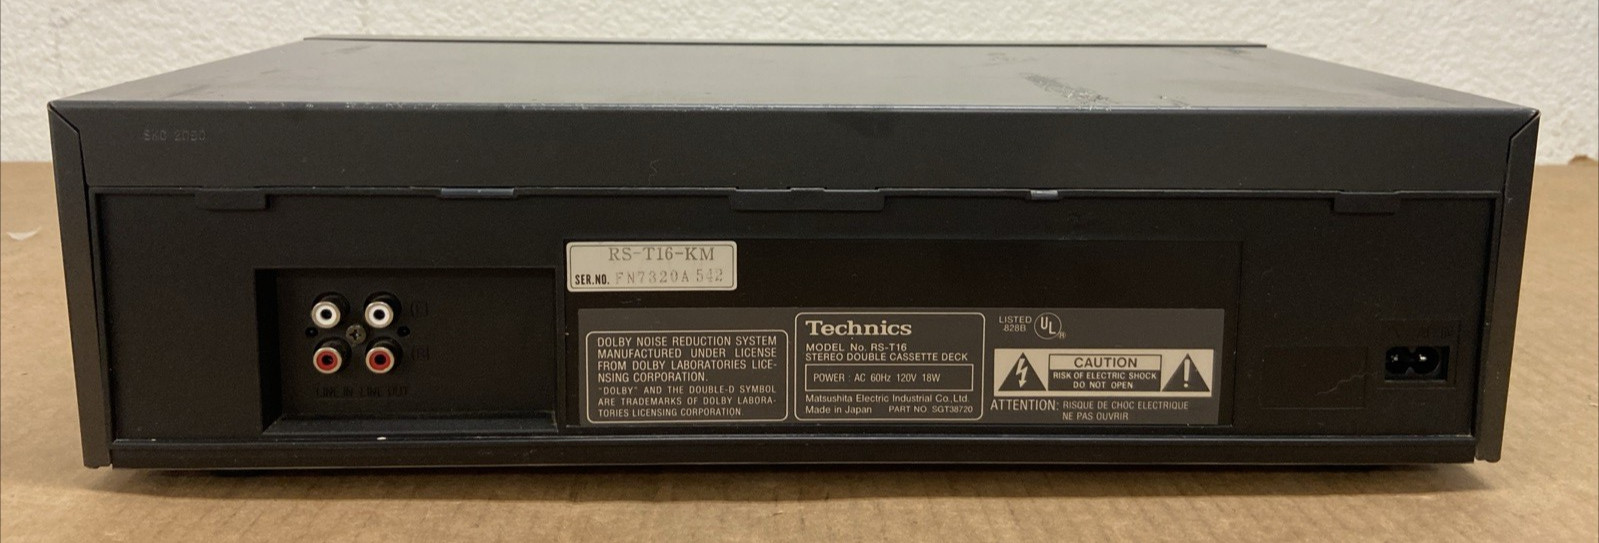 RS-T16-KM
SER.NO. FN7320A 542
(L)
(R)
LINE IN LINE OUT
DOLBY NOISE REDUCTION SYSTEM
MANUFACTURED UNDER LICENSE
FROM DOLBY LABORATORIES LICE-
NSING CORPORATION.
"DOLBY" AND THE DOUBLE-D SYMBOL
ARE TRADEMARKS OF DOLBY LABORA-
TORIES LICENSING CORPORATION.
Technics
MODEL No. RS-T16
STEREO DOUBLE CASSETTE DECK
POWER : AC 60Hz 120V 18W
Matsushita Electric Industrial Co.,Ltd.
Made in Japan PART NO. SGT38720
LISTED
828B
UL
CAUTION
RISK OF ELECTRIC SHOCK
DO NOT OPEN
ATTENTION: RISQUE DE CHOC ELECTRIQUE
NE PAS OUVRIR